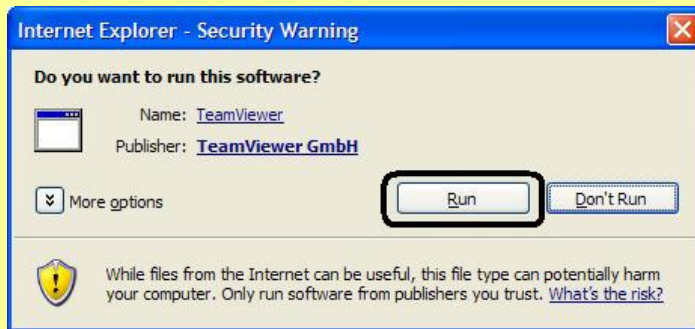 Internet Explorer - Security Warning
Do you want to run this software?
Name: TeamViewer
Publisher: TeamViewer GmbH
More options
Run Don't Run
While files from the Internet can be useful, this file type can potentially harm
your computer. Only run software from publishers you trust. What's the risk?